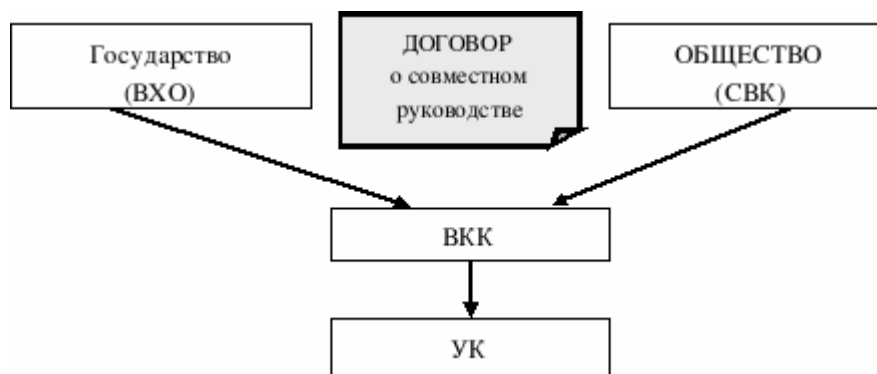 Государство
(ВХО)
ДОГОВОР
о совместном
руководстве
ОБЩЕСТВО
(СВК)
ВКК
УК